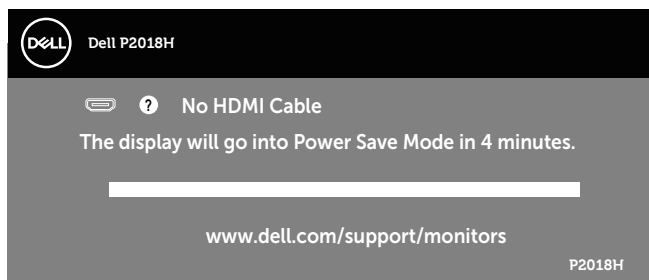 DELL
Dell P2018H
? No HDMI Cable
The display will go into Power Save Mode in 4 minutes.
www.dell.com/support/monitors
P2018H